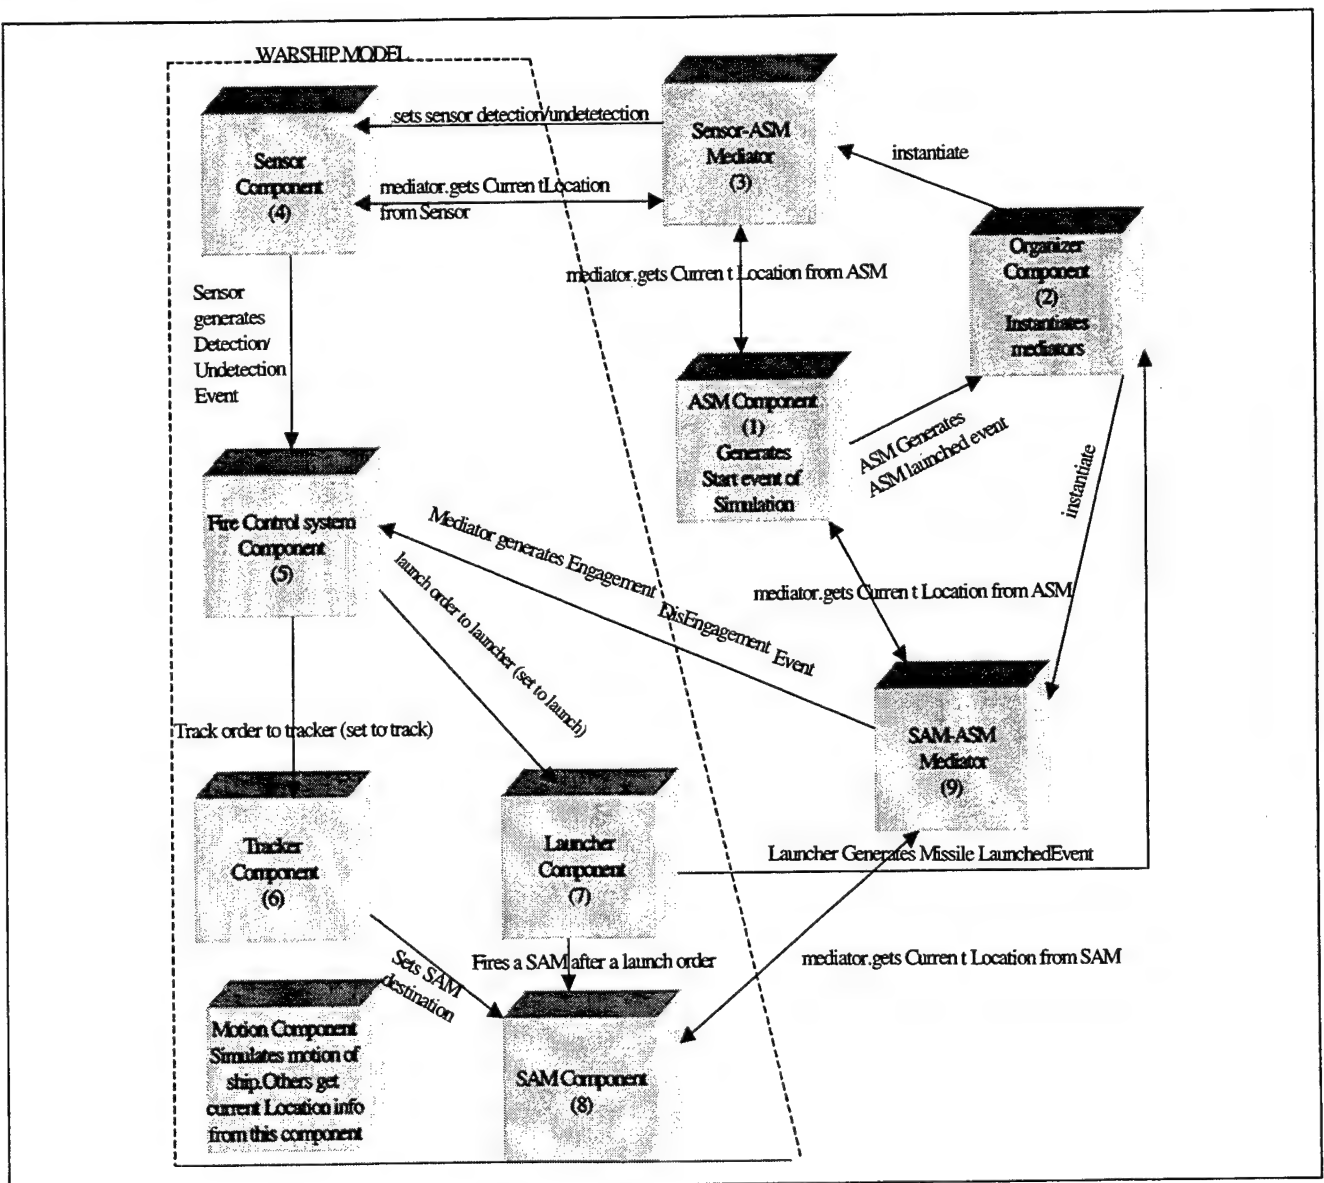 WARSHIP MODEL
sets sensor detection/undetetection
Sensor
Component
(4)
mediator.gets Curren tLocation
from Sensor
Sensor-ASM
Mediator
(3)
instantiate
Organizer
Component
(2)
Instantiates
mediators
mediator.gets Curren t Location from ASM
Sensor
generates
Detection/
Undetection
Event
ASM Component
(1)
Generates
Start event of
Simulation
ASM Generates
ASM launched event
instantiate
Fire Control system
Component
(5)
Mediator generates Engagement
DisEngagement
Event
launch order to launcher (set to launch)
mediator.gets Curren t Location from ASM
Track order to tracker (set to track)
SAM-ASM
Mediator
(9)
Tracker
Component
(6)
Launcher
Component
(7)
Launcher Generates Missile LaunchedEvent
Sets SAM
destination
Fires a SAM after a launch order
mediator.gets Curren t Location from SAM
Motion Component
Simulates motion of
ship.Others get
current Location info
from this component
SAM Component
(8)